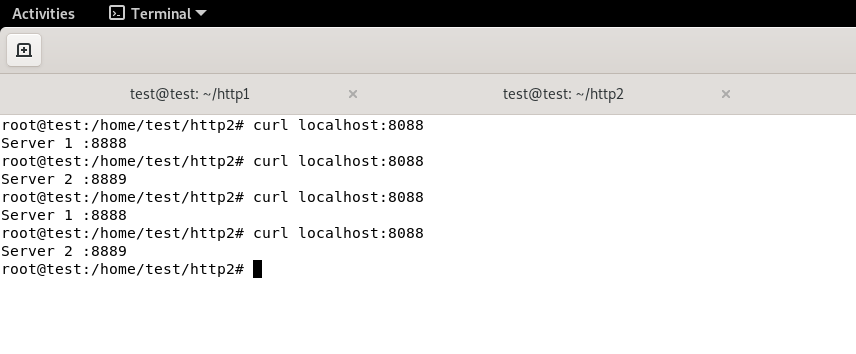 Activities Terminal
test@test: ~/http1 × test@test: ~/http2 ×
root@test:/home/test/http2# curl localhost:8088
Server 1 :8888
root@test:/home/test/http2# curl localhost:8088
Server 2 :8889
root@test:/home/test/http2# curl localhost:8088
Server 1 :8888
root@test:/home/test/http2# curl localhost:8088
Server 2 :8889
root@test:/home/test/http2#